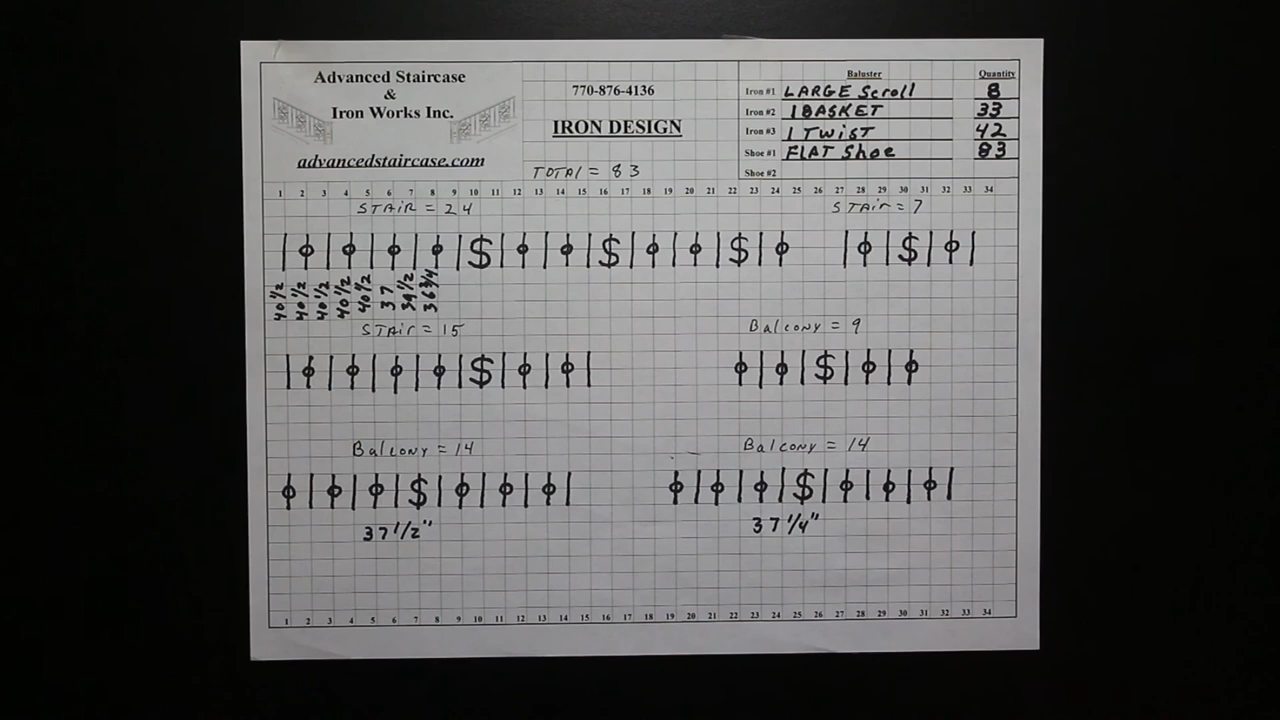 Advanced Staircase
&
Iron Works Inc.
advancedstaircase.com
770-876-4136
IRON DESIGN
TOTAL = 83
Baluster Quantity
Iron #1 LARGE Scroll 8
Iron #2 1 BASKET 33
Iron #3 1 TWiST 42
Shoe #1 FLAT Shoe 83
Shoe #2
1 2 3 4 5 6 7 8 9 10 11 12 13 14 15 16 17 18 19 20 21 22 23 24 25 26 27 28 29 30 31 32 33 34
STAIR = 24
STAir = 7
40 1/2
40 1/2
40 1/2
40 1/2
40 1/2
37
39 1/2
36 3/4
STAir = 15
Balcony = 9
Balcony = 14
Balcony = 14
37 1/2"
37 1/4"
1 2 3 4 5 6 7 8 9 10 11 12 13 14 15 16 17 18 19 20 21 22 23 24 25 26 27 28 29 30 31 32 33 34